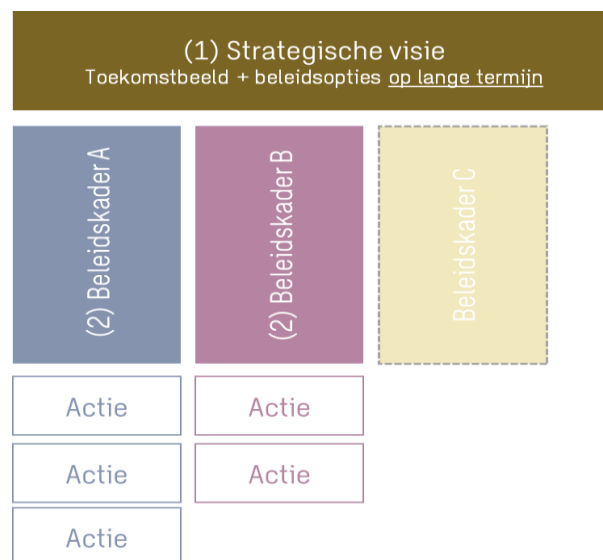 (1) Strategische visie
Toekomstbeeld + beleidsopties op lange termijn
(2) Beleidskader A
(2) Beleidskader B
Beleidskader C
Actie
Actie
Actie
Actie
Actie